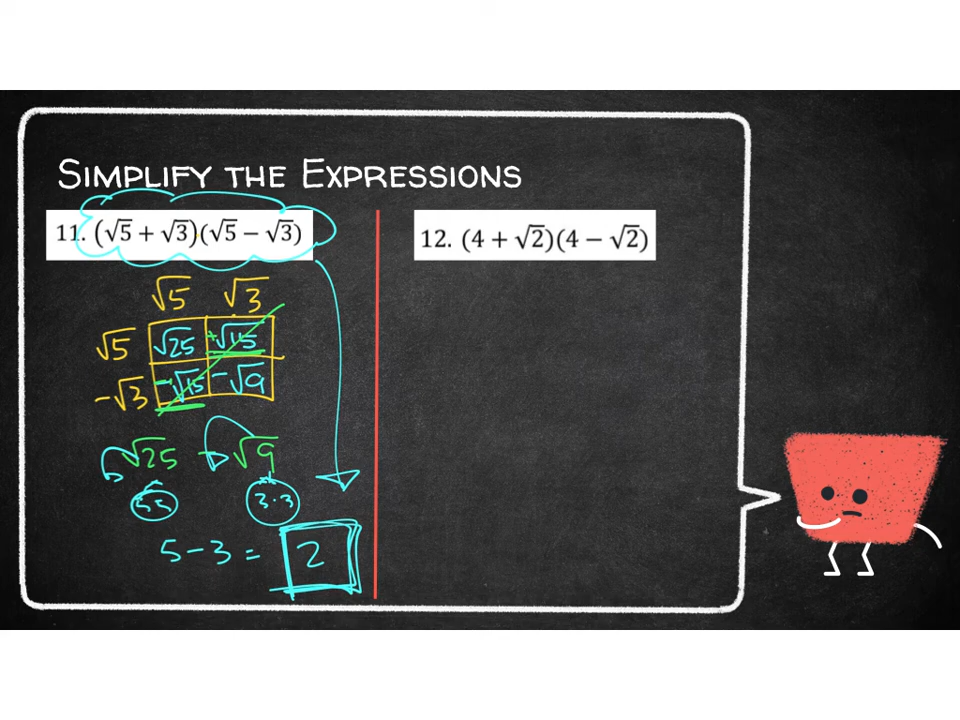 SIMPLIFY THE EXPRESSIONS
11. (√5 + √3)(√5 − √3)
√5 √3
√5 √25 +√15
-√3 -√15 -√9
√25 - √9
5·5 3·3
5-3 = 2
12. (4 + √2)(4 − √2)